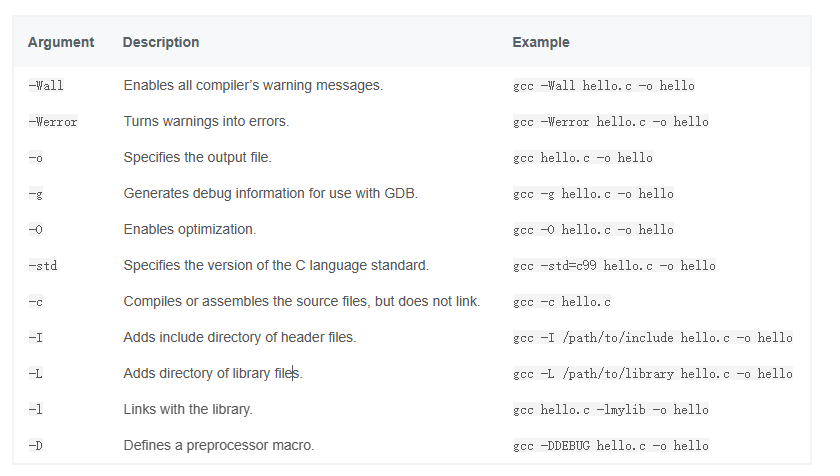 Argument Description Example
-Wall Enables all compiler's warning messages. gcc -Wall hello.c -o hello
-Werror Turns warnings into errors. gcc -Werror hello.c -o hello
-o Specifies the output file. gcc hello.c -o hello
-g Generates debug information for use with GDB. gcc -g hello.c -o hello
-O Enables optimization. gcc -O hello.c -o hello
-std Specifies the version of the C language standard. gcc -std=c99 hello.c -o hello
-c Compiles or assembles the source files, but does not link. gcc -c hello.c
-I Adds include directory of header files. gcc -I /path/to/include hello.c -o hello
-L Adds directory of library files. gcc -L /path/to/library hello.c -o hello
-l Links with the library. gcc hello.c -lmylib -o hello
-D Defines a preprocessor macro. gcc -DDEBUG hello.c -o hello